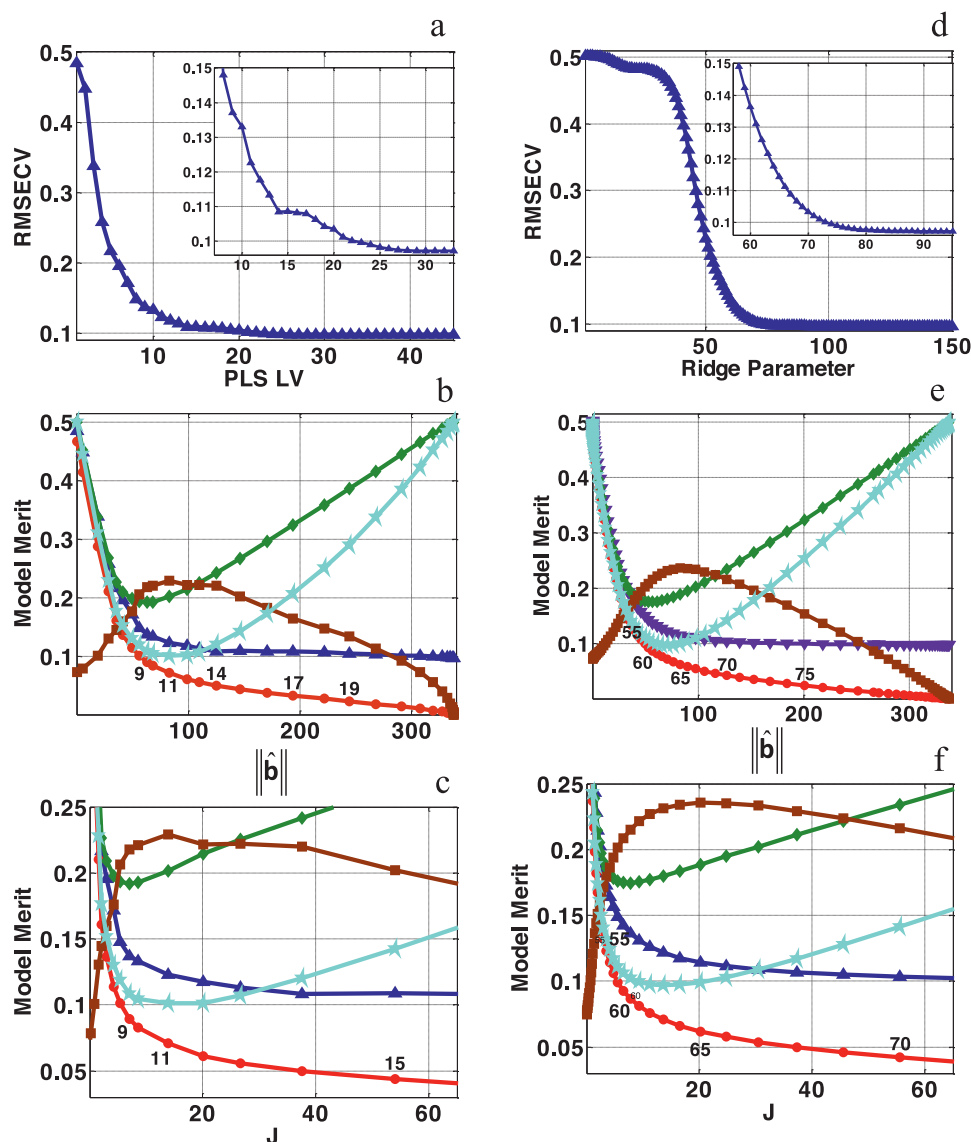 a
0.5
0.4
0.3
0.2
0.1
RMSECV
10 20 30 40
PLS LV
0.15
0.14
0.13
0.12
0.11
0.1
10 15 20 25 30
d
0.5
0.4
0.3
0.2
0.1
RMSECV
50 100 150
Ridge Parameter
0.15
0.14
0.13
0.12
0.11
0.1
60 70 80 90
b
0.5
0.4
0.3
0.2
0.1
Model Merit
9 11 14 17 19
100 200 300
‖b̂‖
e
0.5
0.4
0.3
0.2
0.1
Model Merit
55 60 65 70 75
100 200 300
‖b̂‖
c
0.25
0.2
0.15
0.1
0.05
Model Merit
9 11 15
20 40 60
J
f
0.25
0.2
0.15
0.1
0.05
Model Merit
55
60 60
65 70
0 20 40 60
J